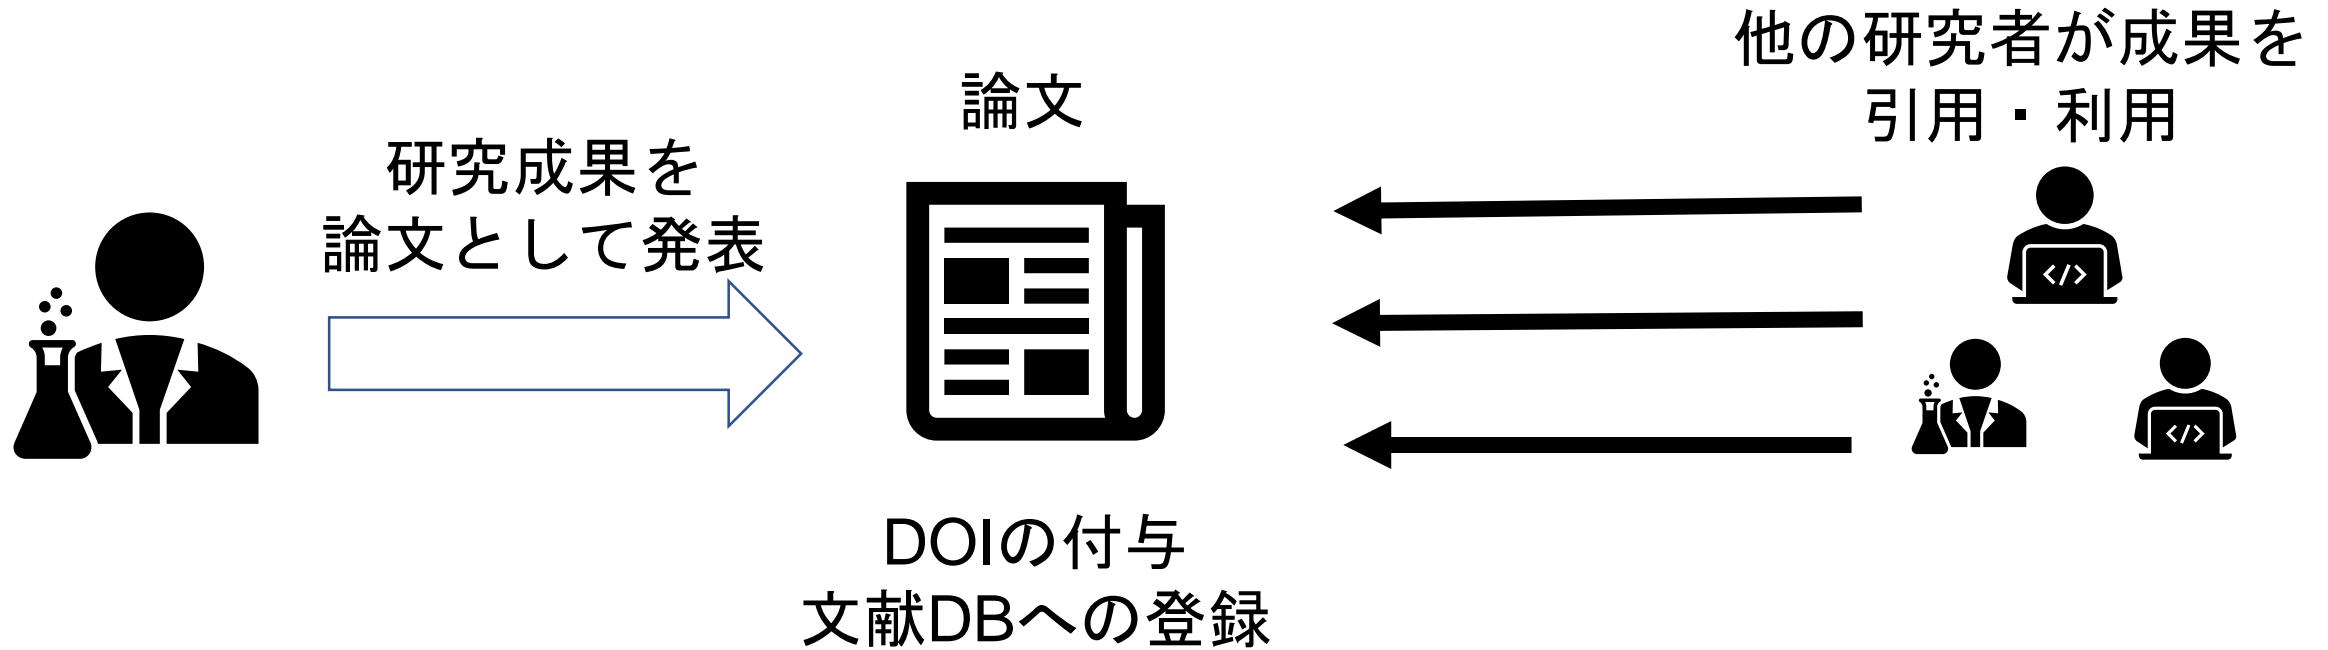 研究成果を
論文として発表
論文
DOIの付与
文献DBへの登録
他の研究者が成果を
引用・利用